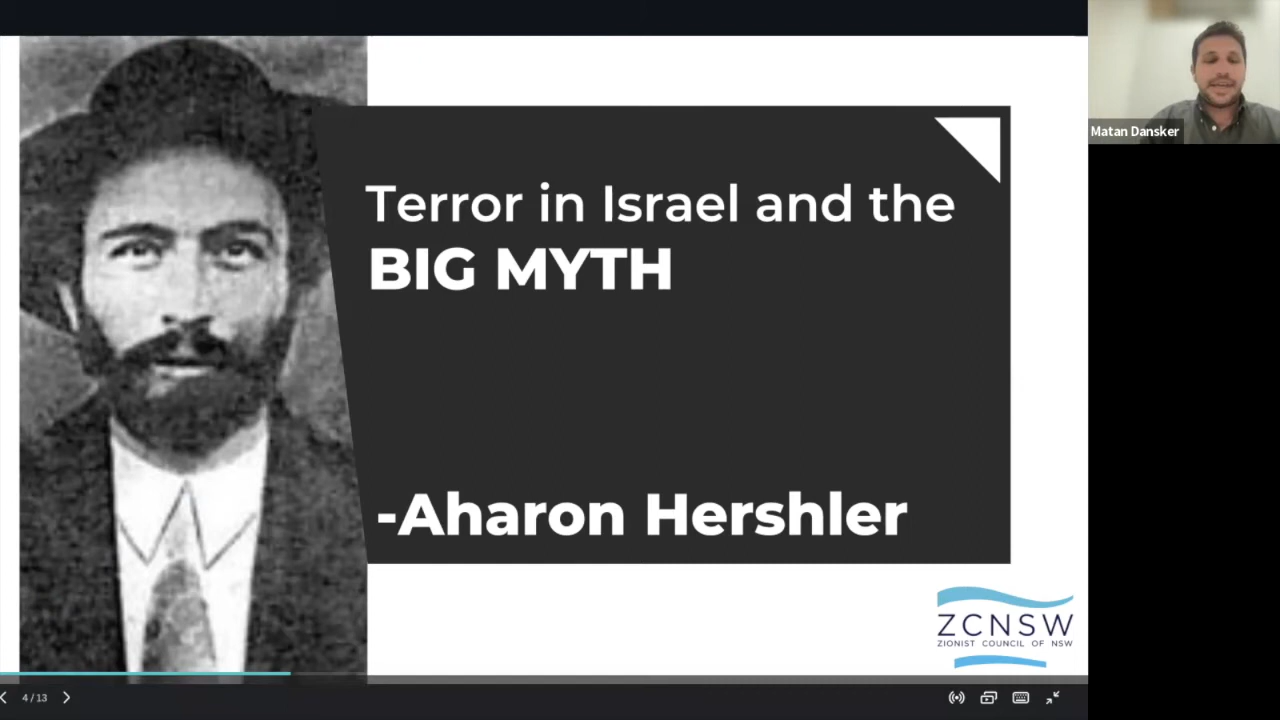 Terror in Israel and the
BIG MYTH
-Aharon Hershler
ZCNSW
ZIONIST COUNCIL OF NSW
4 / 13
Matan Dansker